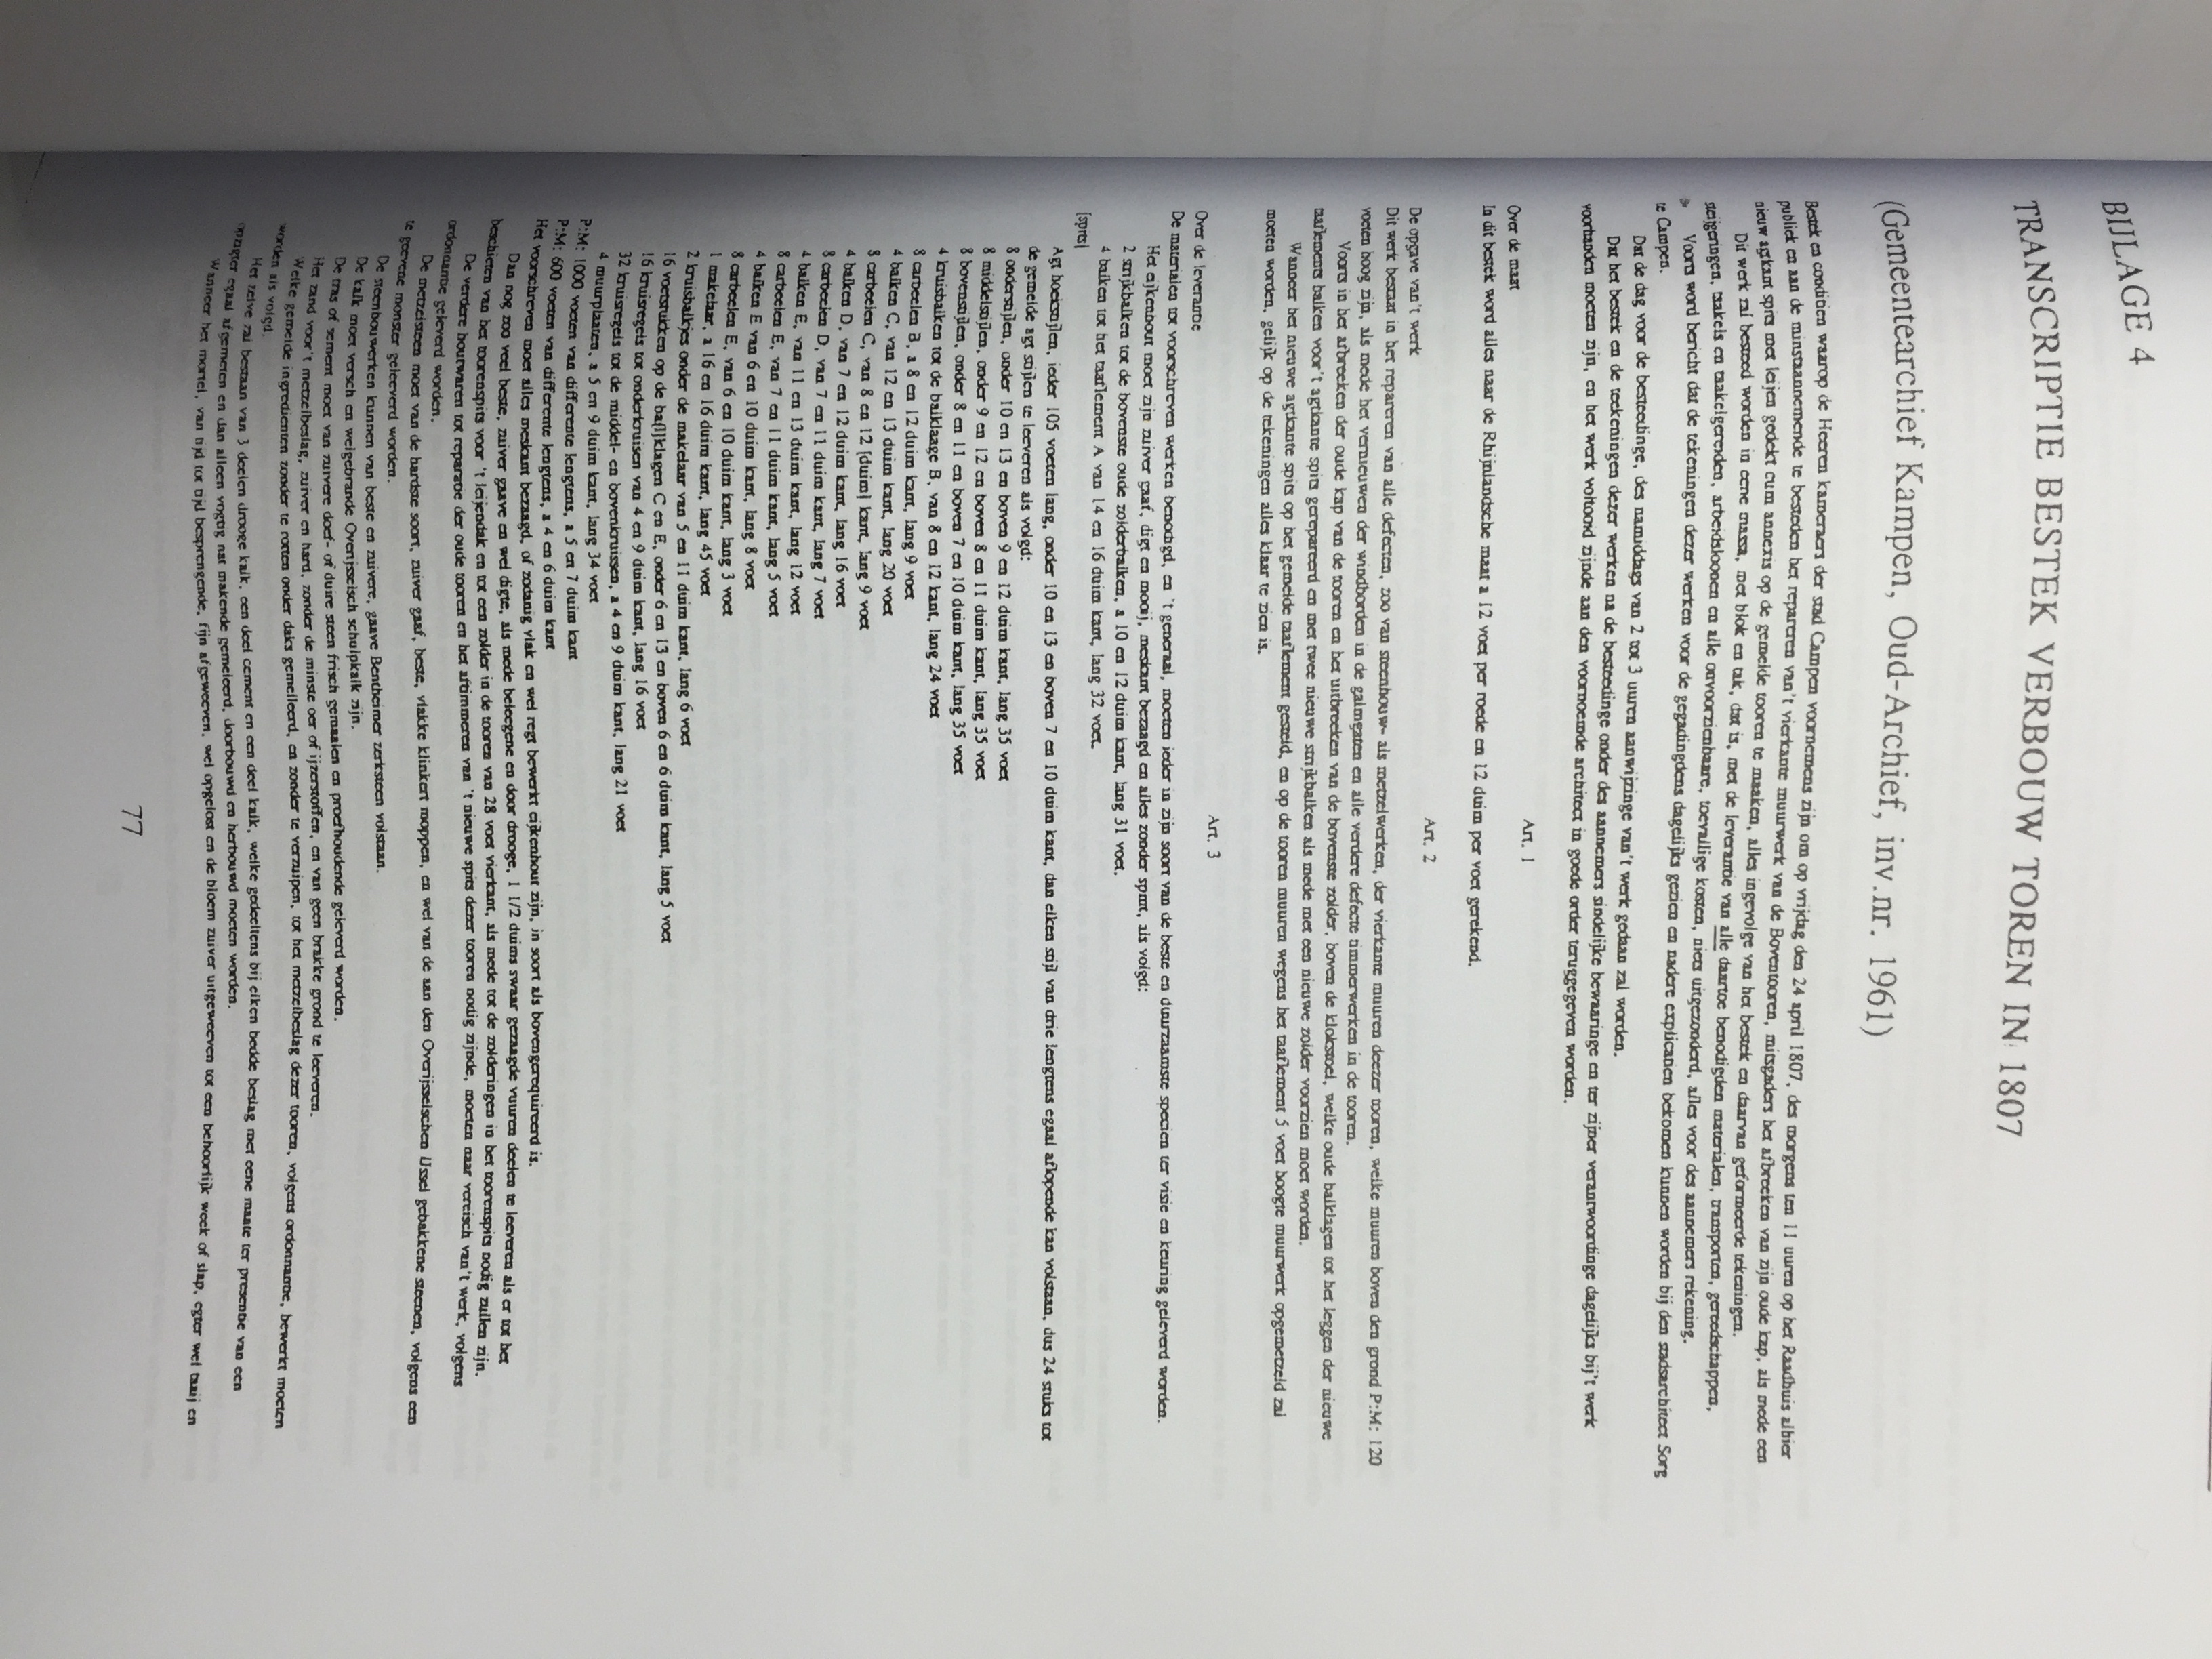 BIJLAGE 4
TRANSCRIPTIE BESTEK VERBOUW TOREN IN 1807
(Gemeentearchief Kampen, Oud-Archief, inv.nr. 1961)
Bestek en conditiën waarop de Heeren kameraers der stad Campen voornemens zijn om op vrijdag den 24 april 1807, des morgens ten 11 uuren op het Raadhuis alhier
publiek en aan de minstaannemende te besteden het repareren van't vierkante muurwerk van de Boventooren, mitsgaders het afbreeken van zijn oude kap, als mede een
nieuw agtkant spits met leijen gedekt cum annexis op de gemelde tooren te maaken, alles ingevolge van het bestek en daarvan geformeerde tekeningen.
Dit werk zal besteed worden in eene massa, met blok en tak, dat is, met de leverantie van alle daartoe benodigden materialen, transporten, gereedschappen,
steijgeringen, taakels en taakelgerenden, arbeidsloonen en alle onvoorzienbaare, toevallige kosten, niets uitgezonderd, alles voor des aannemers rekening.
Voorts word bericht dat de tekeningen dezer werken voor de gegadingdens dagelijks gezien en nadere explicatien bekomen kunnen worden bij den stadsarchitect Sorg
te Campen.
Dat de dag voor de besteedinge, des namiddags van 2 tot 3 uuren aanwijzinge van't werk gedaan zal worden.
Dat het bestek en de teekeningen dezer werken na de besteedinge onder des aannemers sindelijke bewaaringe en ter zijner verantwoordinge dagelijks bij't werk
voorhanden moeten zijn, en het werk voltooid zijnde aan den voornoemde architect in goede order teruggegeven worden.
Art. 1
Over de maat
In dit bestek word alles naar de Rhijnlandsche maat a 12 voet per roede en 12 duim per voet gerekend.
Art. 2
De opgave van't werk
Dit werk bestaat in het repareren van alle defecten, zoo van steenhouw- als metzelwerken, der vierkante muuren deezer tooren, welke muuren boven den grond P:M: 120
voeten hoog zijn, als mede het vernieuwen der windborden in de galmgaten en alle verdere defecte timmerwerken in de tooren.
Voorts in het afbreeken der oude kap van de tooren en het uitbreeken van de bovenste zolder, boven de klokstoel, welke oude balklagen tot het leggen der nieuwe
taaflements balken voor't agtkante spits gerepareerd en met twee nieuwe strijkbalken als mede met een nieuwe zolder voorzien moet worden.
Wanneer het nieuwe agtkante spits op het gemelde taaflement gesteld, en op de tooren muuren wegens het taaflement 5 voet hoogte muurwerk opgemetzeld zal
moeten worden, gelijk op de tekeningen alles klaar te zien is.
Art. 3
Over de leverantie
De materialen tot voorschreven werken benodigd, en 't generaal, moeten ieder in zijn soort van de beste en duurzaamste specien ter visie en keuring geleverd worden.
Het eijkenhout moet zijn zuiver gaaf, digt en mooij, meskant bezaagd en alles zonder spint, als volgd:
2 strijkbalken tot de bovenste oude zolderbalken, a 10 en 12 duim kant, lang 31 voet.
4 balken tot het taaflement A van 14 en 16 duim kant, lang 32 voet.
[spits]
Agt hoekstijlen, ieder 105 voeten lang, onder 10 en 13 en boven 7 en 10 duim kant, dan elken stijl van drie lengtens egaal aflopende kan volstaan, dus 24 stuks tot
de gemelde agt stijlen te leeveren als volgd:
8 onderstijlen, onder 10 en 13 en boven 9 en 12 duim kant, lang 35 voet
8 middelstijlen, onder 9 en 12 en boven 8 en 11 duim kant, lang 35 voet
8 bovenstijlen, onder 8 en 11 en boven 7 en 10 duim kant, lang 35 voet
4 kruisbalken tot de balklaage B, van 8 en 12 kant, lang 24 voet
8 carbeelen B, a 8 en 12 duim kant, lang 9 voet
4 balken C, van 12 en 13 duim kant, lang 20 voet
8 carbeelen C, van 8 en 12 [duim] kant, lang 9 voet
4 balken D, van 7 en 12 duim kant, lang 16 voet
8 carbeelen D, van 7 en 11 duim kant, lang 7 voet
4 balken E, van 11 en 13 duim kant, lang 12 voet
8 carbeelen E, van 7 en 11 duim kant, lang 5 voet
4 balken E van 6 en 10 duim kant, lang 8 voet
8 carbeelen E, van 6 en 10 duim kant, lang 3 voet
1 makelaar, a 16 en 16 duim kant, lang 45 voet
2 kruisbalkjes onder de makelaar van 5 en 11 duim kant, lang 6 voet
16 voetstukken op de ba(l)klagen C en E, onder 6 en 13 en boven 6 en 6 duim kant, lang 5 voet
16 kruisregels tot onderkruisen van 4 en 9 duim kant, lang 16 voet
32 kruisregels tot de middel- en bovenkruissen, a 4 en 9 duim kant, lang 21 voet
4 muurplaaten, a 5 en 9 duim kant, lang 34 voet
P:M: 1000 voeten van differente lengtens, a 5 en 7 duim kant
P:M: 600 voeten van differente lengtens, a 4 en 6 duim kant
Het voorschreven moet alles meskant bezaagd, of zodanig vlak en wel regt bewerkt eijkenhout zijn, in soort als bovengerequireerd is.
Dan nog zoo veel beste, zuiver gaave en wel digte, als mede beleegene en door drooge, 1 1/2 duims swaar gezaagde vuuren deelen te leeveren als er tot het
beschieten van het toorenspits voor 't leijendak en tot een zolder in de tooren van 28 voet vierkant, als mede tot de zolderingen in het toorenspits nodig zullen zijn.
De verdere houtwaren tot reparatie der oude tooren en het aftimmeren van 't nieuwe spits dezer tooren nodig zijnde, moeten naar vereisch van't werk, volgens
ordonnantie geleverd worden.
De metzelsteen moet van de hardste soort, zuiver gaaf, beste, vlakke klinkert moppen, en wel van de aan den Overijsselschen IJssel gebakkene steenen, volgens een
te geevene monster geleeverd worden.
De steenhouwerken kunnen van beste en zuivere, gaave Bentheimer zerksteen volstaan.
De kalk moet versch en welgebrande Overijsselsch schulpkalk zijn.
De tras of sement moet van zuivere doef- of duire steen frisch gemaalen en proefhoudende geleverd worden.
Het zand voor't metzelbeslag, zuiver en hard, zonder de minste oer of ijzerstoffen, en van geen brakke grond te leeveren.
Welke gemelde ingredienten zonder te rotten onder daks gemelleerd, en zonder te verzuipen, tot het metzelbeslag dezer tooren, volgens ordonnantie, bewerkt moeten
worden als volgd.
Het zelve zal bestaan van 3 deelen drooge kalk, een deel cement en een deel kalk, welke gedeeltens bij elken bedde beslag met eene maate ter presentie van een
opzigter egaal afgemeten en dan alleen vogtig nat makende gemeleerd, doorbouwd en herbouwd moeten worden.
Wanneer het mortel, van tijd tot tijd besprengende, fijn afgeweeven, wel opgelost en de bloem zuiver uitgeweeven tot een behoorlijk week of slap, egter wel taaij en
77